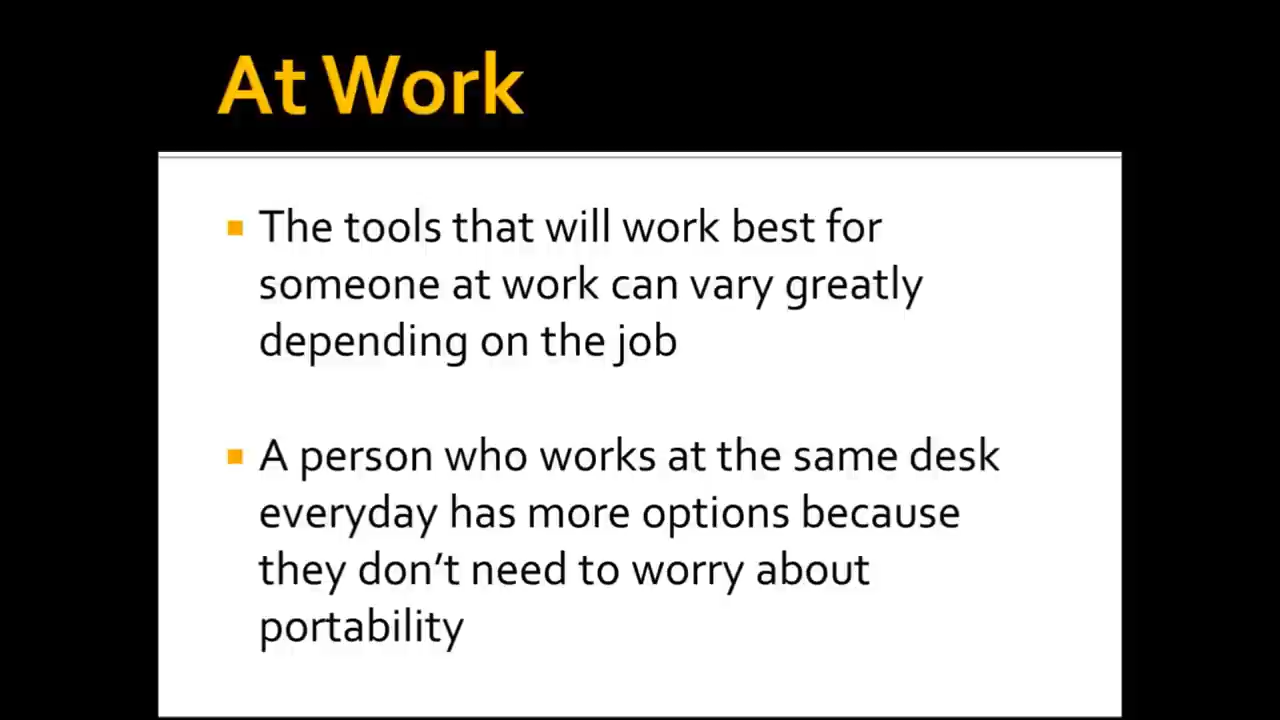 At Work
The tools that will work best for
someone at work can vary greatly
depending on the job
A person who works at the same desk
everyday has more options because
they don’t need to worry about
portability